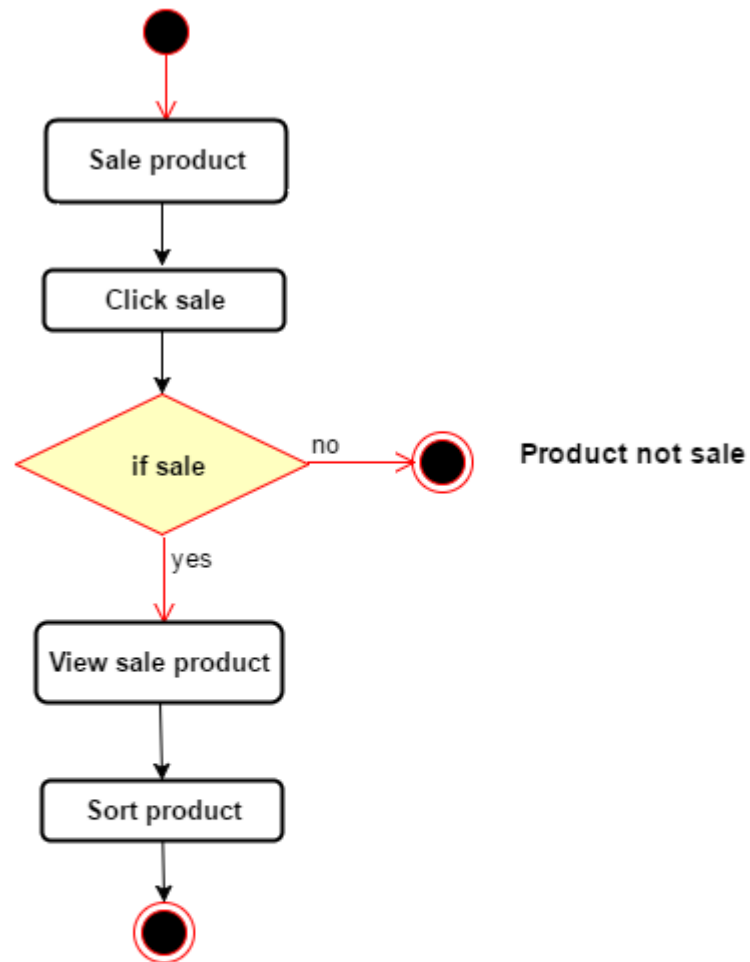 Sale product
Click sale
if sale
no
Product not sale
yes
View sale product
Sort product